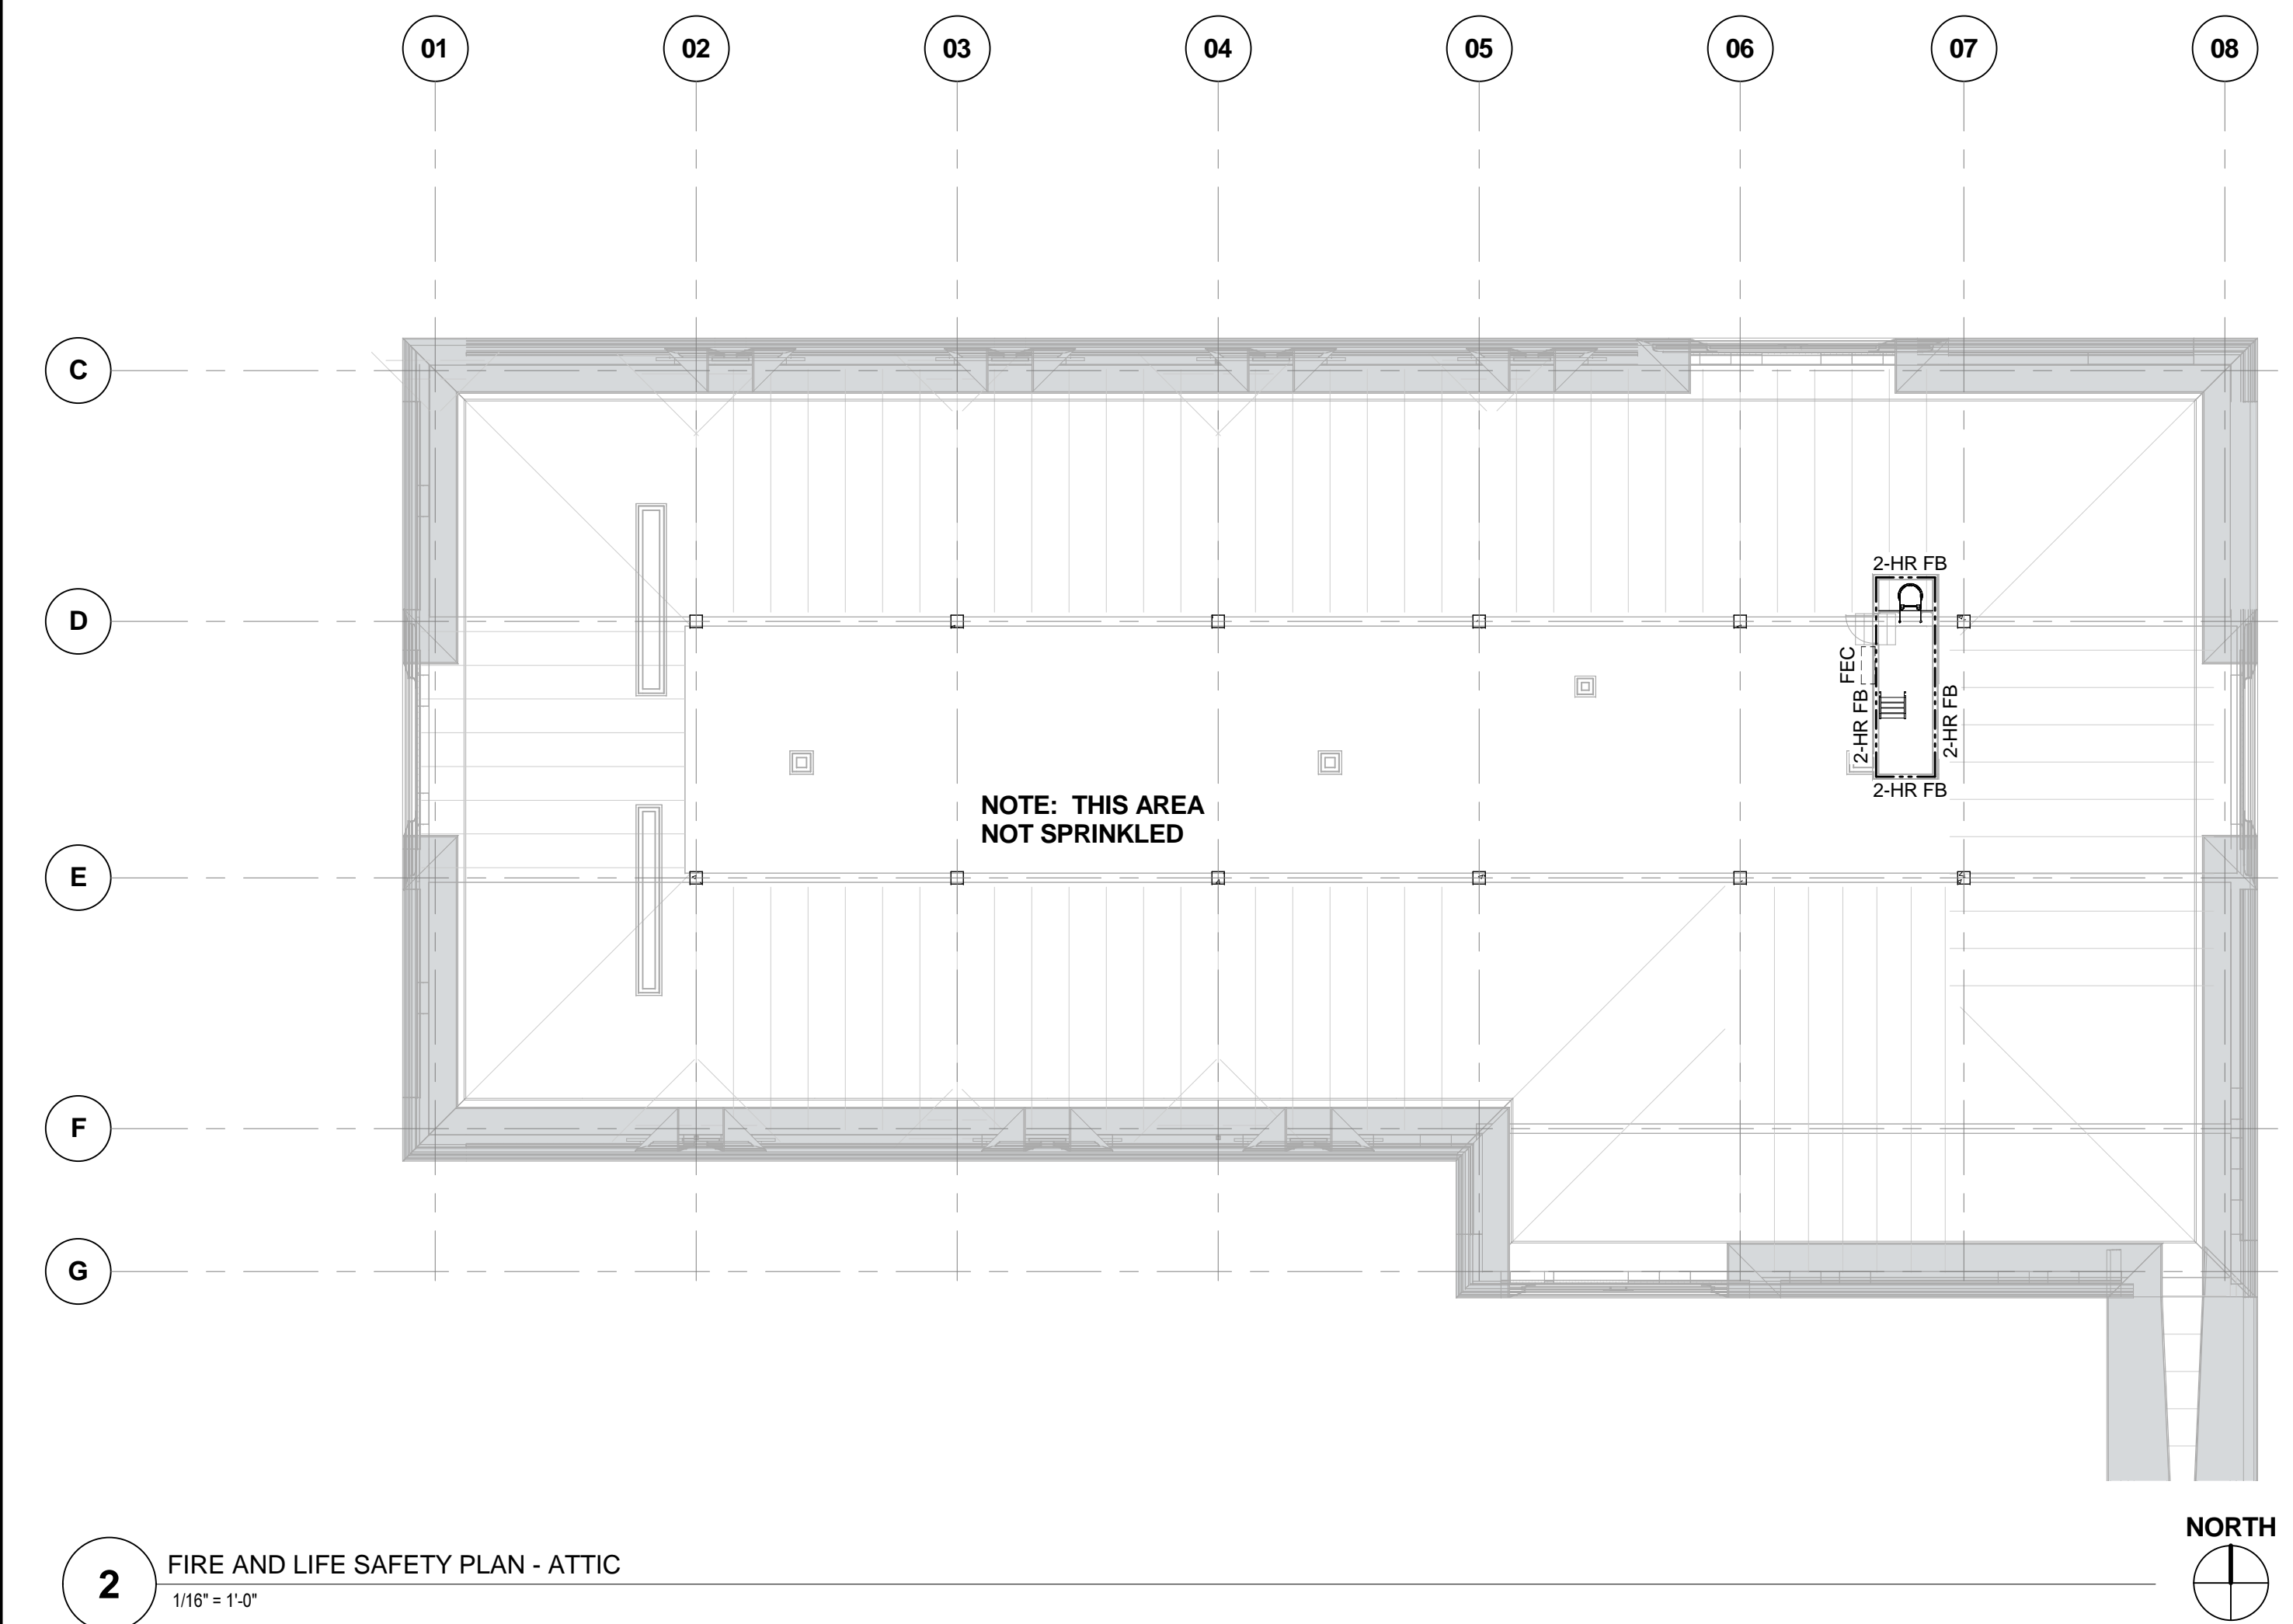 01 02 03 04 05 06 07 08
C
2-HR FB
D
FEC
2-HR FB
2-HR FB
2-HR FB
NOTE: THIS AREA
NOT SPRINKLED
E
F
G
NORTH
2
FIRE AND LIFE SAFETY PLAN - ATTIC
1/16" = 1'-0"